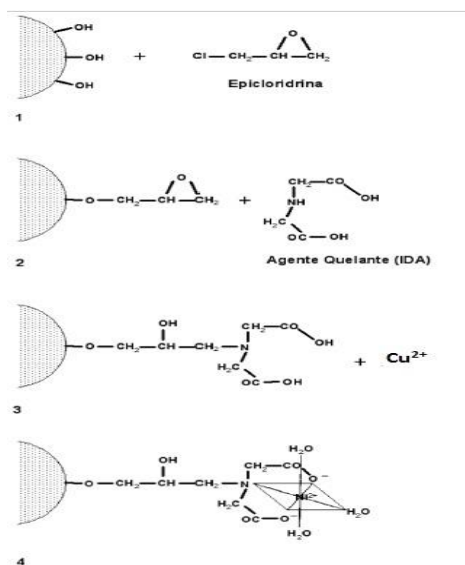 OH
OH
OH
+
Cl—CH₂—CH—CH₂
O
Epicloridrina
1
O—CH₂—CH—CH₂
O
+
CH₂—CO
OH
NH
H₂C
OC—OH
Agente Quelante (IDA)
2
OH
O—CH₂—CH—CH₂—N
CH₂—CO
OH
H₂C
OC—OH
+ Cu²⁺
3
OH
O—CH₂—CH—CH₂—N
CH₂—CO
O⁻
H₂O
H₂C
OC—O⁻
H₂O
H₂O
4